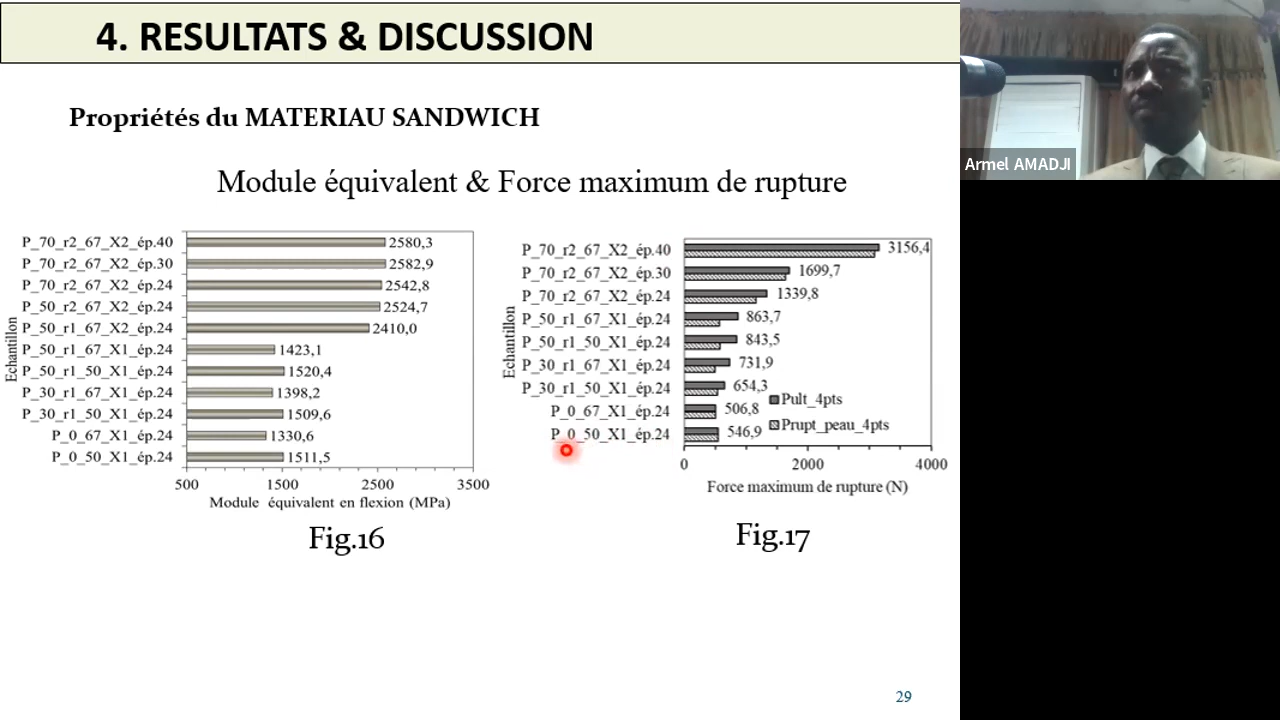 4. RESULTATS & DISCUSSION
Armel AMADJI
Propriétés du MATERIAU SANDWICH
Module équivalent & Force maximum de rupture
Echantillon
P_70_r2_67_X2_ép.40 2580,3
P_70_r2_67_X2_ép.30 2582,9
P_70_r2_67_X2_ép.24 2542,8
P_50_r2_67_X2_ép.24 2524,7
P_50_r1_67_X2_ép.24 2410,0
P_50_r1_67_X1_ép.24 1423,1
P_50_r1_50_X1_ép.24 1520,4
P_30_r1_67_X1_ép.24 1398,2
P_30_r1_50_X1_ép.24 1509,6
P_0_67_X1_ép.24 1330,6
P_0_50_X1_ép.24 1511,5
500 1500 2500 3500
Module équivalent en flexion (MPa)
Fig.16
Echantillon
P_70_r2_67_X2_ép.40 3156,4
P_70_r2_67_X2_ép.30 1699,7
P_70_r2_67_X2_ép.24 1339,8
P_50_r1_67_X1_ép.24 863,7
P_50_r1_50_X1_ép.24 843,5
P_30_r1_67_X1_ép.24 731,9
P_30_r1_50_X1_ép.24 654,3
P_0_67_X1_ép.24 506,8
P_0_50_X1_ép.24 546,9
Pult_4pts
Prupt_peau_4pts
0 2000 4000
Force maximum de rupture (N)
Fig.17
29